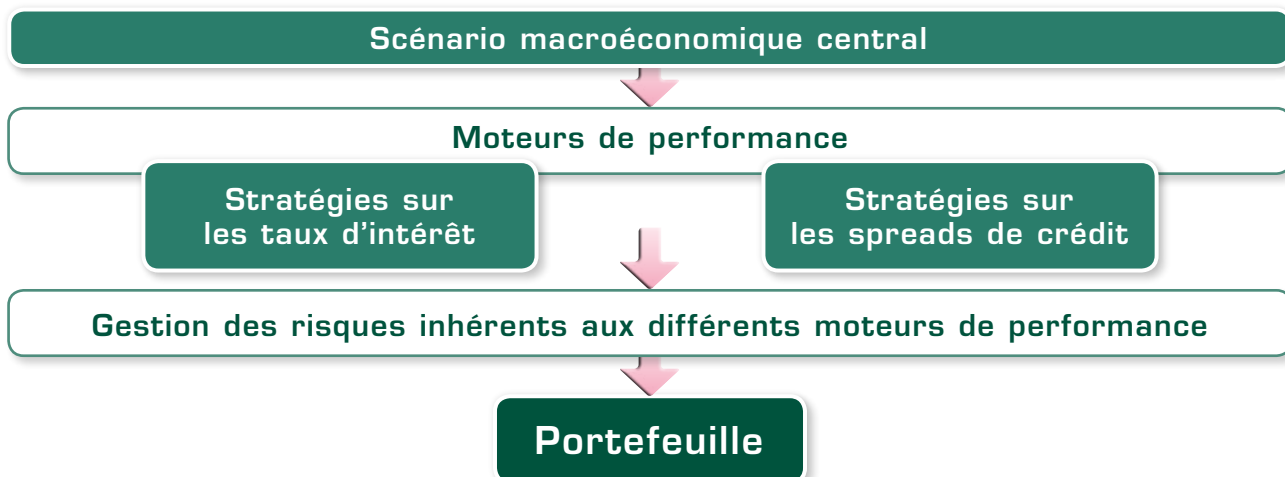 Scénario macroéconomique central
Moteurs de performance
Stratégies sur
les taux d'intérêt
Stratégies sur
les spreads de crédit
Gestion des risques inhérents aux différents moteurs de performance
Portefeuille